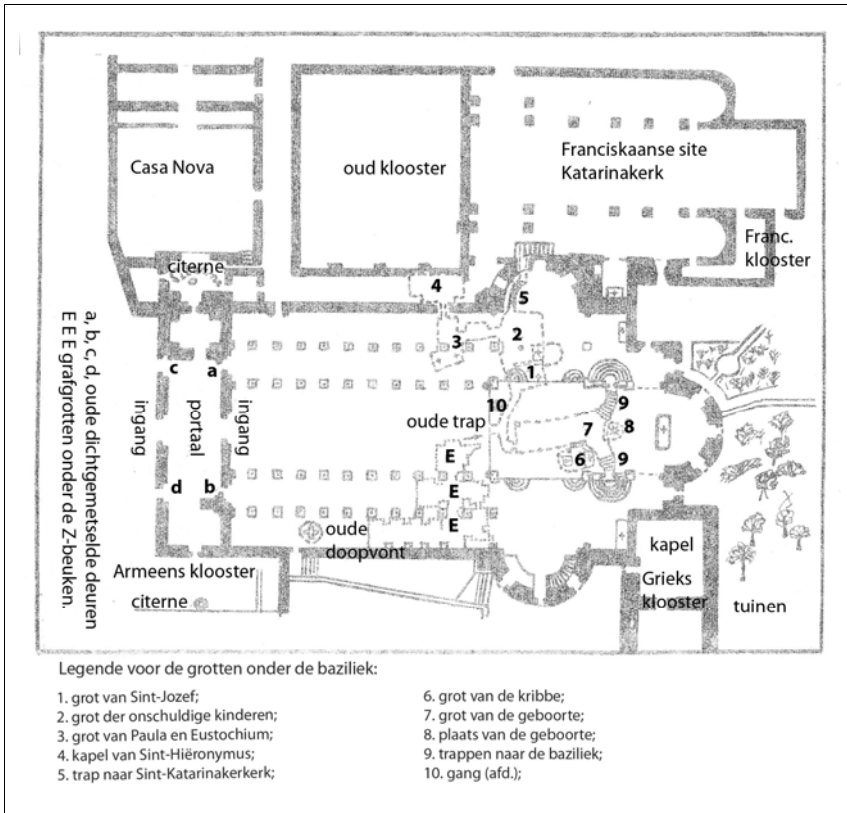 Casa Nova
oud klooster
Franciskaanse site
Katarinakerk
Franc.
klooster
citerne
4
5
3
2
1
c
a
10
9
oude trap
7
8
ingang
portaal
ingang
a, b, c, d, oude dichtgemetselde deuren
E E E grafgrotten onder de Z-beuken.
E
6
9
d
b
E
E
oude
doopvont
kapel
Armeens klooster
Grieks
klooster
citerne
tuinen
Legende voor de grotten onder de baziliek:
1. grot van Sint-Jozef;
2. grot der onschuldige kinderen;
3. grot van Paula en Eustochium;
4. kapel van Sint-Hiëronymus;
5. trap naar Sint-Katarinakerkerk;
6. grot van de kribbe;
7. grot van de geboorte;
8. plaats van de geboorte;
9. trappen naar de baziliek;
10. gang (afd.);